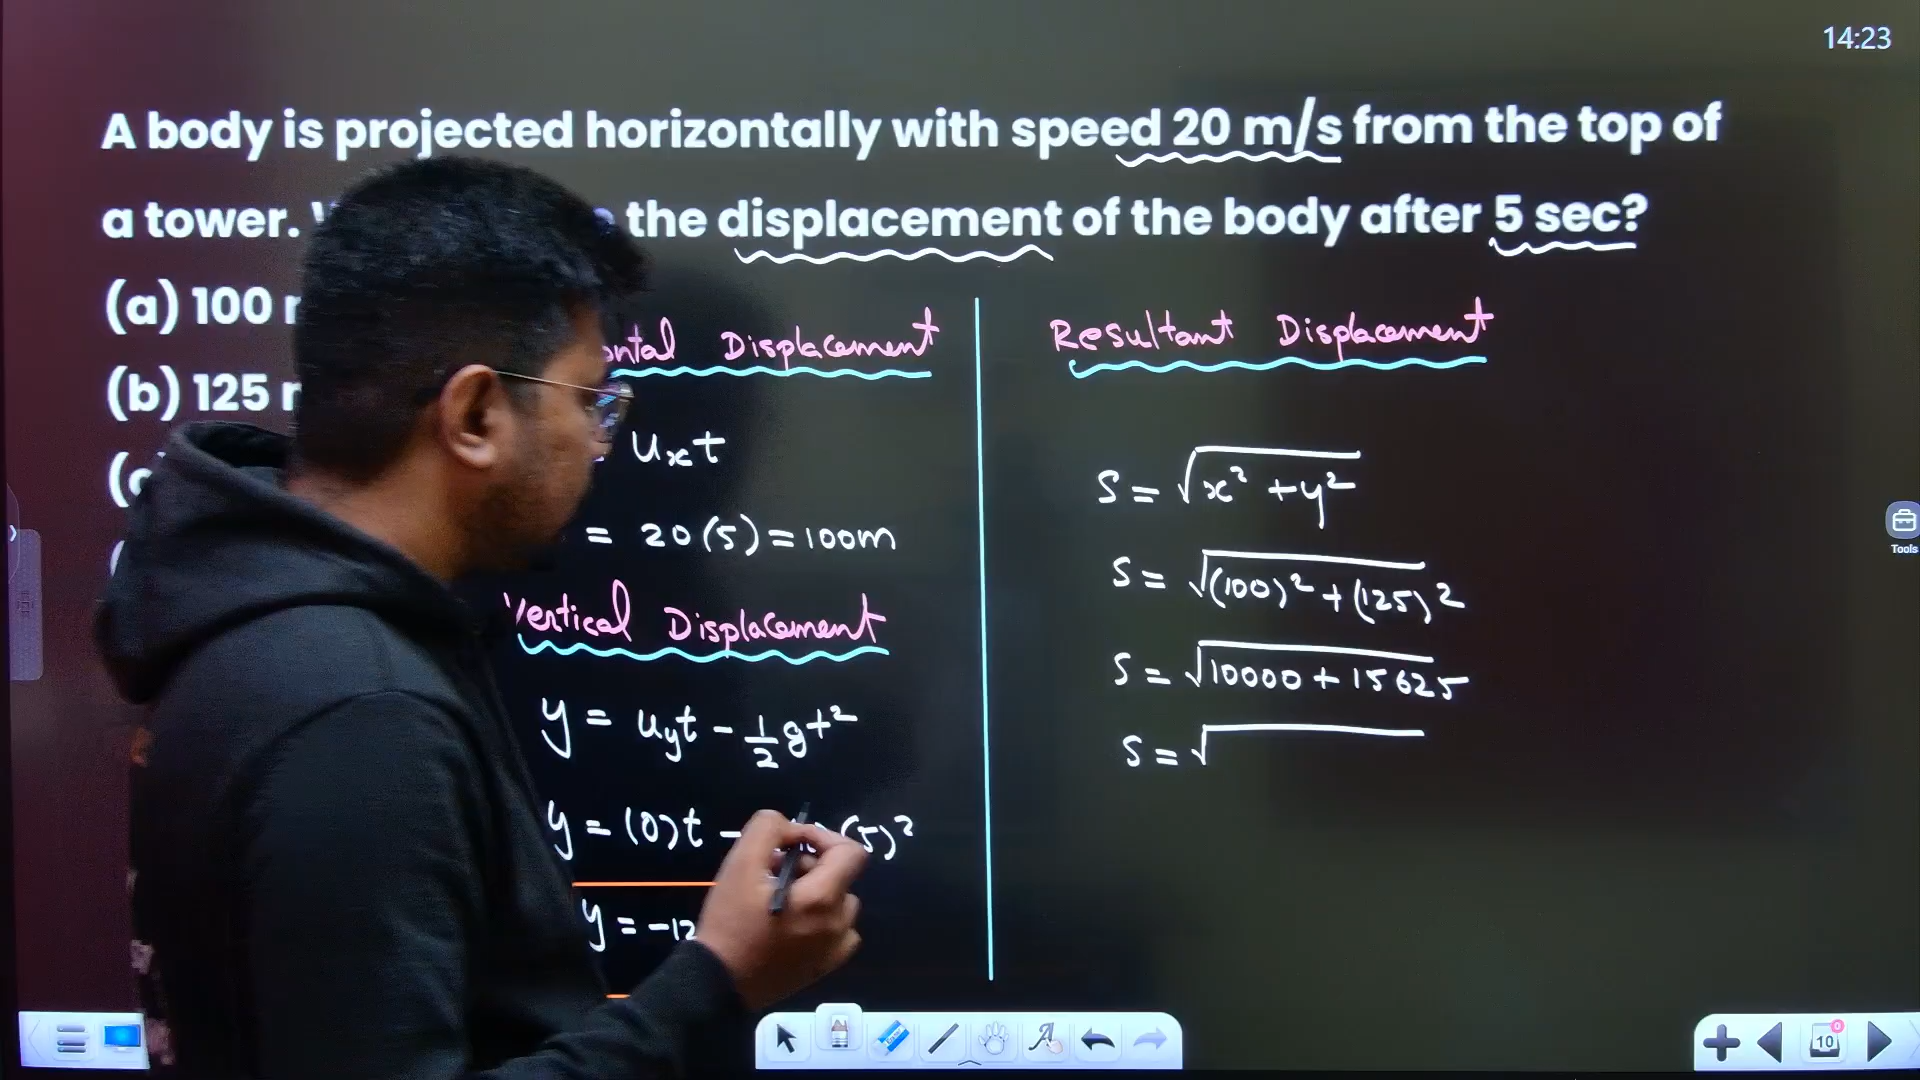 14:23
A body is projected horizontally with speed 20 m/s from the top of
a tower. the displacement of the body after 5 sec?
(a) 100
(b) 125
Displacement
uₓt
= 20 (5) = 100m
Vertical Displacement
y = u_y t - 1/2 gt²
y = (0)t - (5)²
y = -12
Resultant Displacement
S = √x² + y²
S = √(100)² + (125)²
S = √10000 + 15625
S = √
Tools
0
10